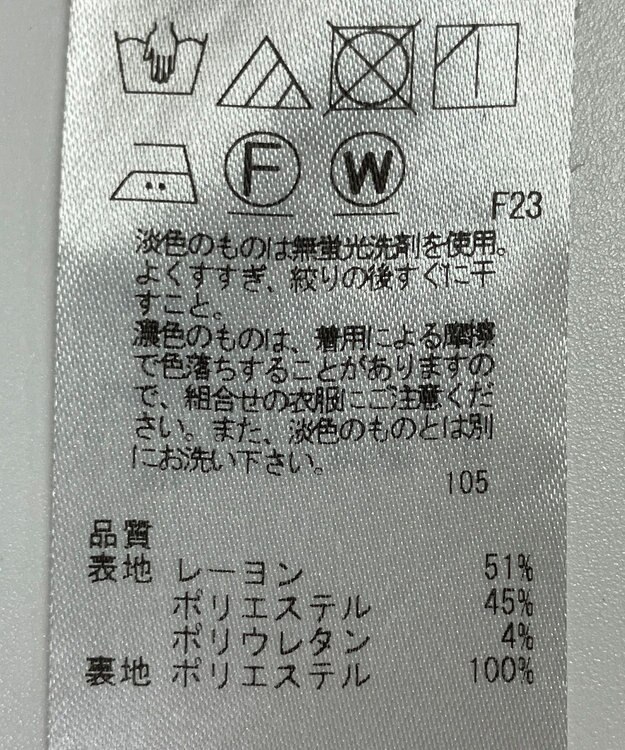 F W
F23
淡色のものは無蛍光洗剤を使用。
よくすすぎ、絞りの後すぐに干
すこと。
濃色のものは、着用による摩擦
で色落ちすることがありますの
で、組合せの衣服にご注意くだ
さい。また、淡色のものとは別
にお洗い下さい。
105
品質
表地 レーヨン 51%
ポリエステル 45%
ポリウレタン 4%
裏地 ポリエステル 100%